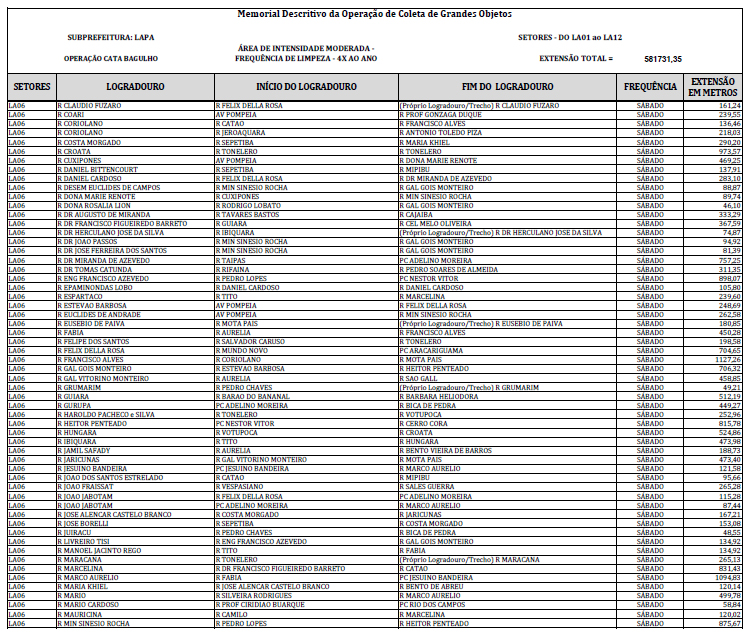 Memorial Descritivo da Operação de Coleta de Grandes Objetos
SUBPREFEITURA: LAPA SETORES - DO LA01 ao LA12
ÁREA DE INTENSIDADE MODERADA -
FREQUÊNCIA DE LIMPEZA - 4X AO ANO
OPERAÇÃO CATA BAGULHO EXTENSÃO TOTAL = 581731,35
SETORES LOGRADOURO INÍCIO DO LOGRADOURO FIM DO LOGRADOURO FREQUÊNCIA EXTENSÃO EM METROS
LA06 R CLAUDIO FUZARO R FELIX DELLA ROSA (Próprio Logradouro/Trecho) R CLAUDIO FUZARO SÁBADO 161,24
LA06 R COARI AV POMPEIA R PROF GONZAGA DUQUE SÁBADO 239,55
LA06 R CORIOLANO R CATAO R FRANCISCO ALVES SÁBADO 136,46
LA06 R CORIOLANO R JEROAQUARA R ANTONIO TOLEDO PIZA SÁBADO 218,03
LA06 R COSTA MORGADO R SEPETIBA R MARIA KHIEL SÁBADO 290,20
LA06 R CROATA R TONELERO R TONELERO SÁBADO 973,57
LA06 R CUXIPONES AV POMPEIA R DONA MARIE RENOTE SÁBADO 469,25
LA06 R DANIEL BITTENCOURT R SEPETIBA R MIPIBU SÁBADO 137,91
LA06 R DANIEL CARDOSO R FELIX DELLA ROSA R DR MIRANDA DE AZEVEDO SÁBADO 283,10
LA06 R DESEM EUCLIDES DE CAMPOS R MIN SINESIO ROCHA R GAL GOIS MONTEIRO SÁBADO 88,87
LA06 R DONA MARIE RENOTE R CUXIPONES R MIN SINESIO ROCHA SÁBADO 89,74
LA06 R DONA ROSALIA LION R RODRIGO LOBATO R GAL GOIS MONTEIRO SÁBADO 46,10
LA06 R DR AUGUSTO DE MIRANDA R TAVARES BASTOS R CAJAIBA SÁBADO 333,29
LA06 R DR FRANCISCO FIGUEIREDO BARRETO R GUIARA R CEL MELO OLIVEIRA SÁBADO 367,59
LA06 R DR HERCULANO JOSE DA SILVA R IBIQUARA (Próprio Logradouro/Trecho) R DR HERCULANO JOSE DA SILVA SÁBADO 74,87
LA06 R DR JOAO PASSOS R MIN SINESIO ROCHA R GAL GOIS MONTEIRO SÁBADO 94,92
LA06 R DR JOSE FERREIRA DOS SANTOS R MIN SINESIO ROCHA R GAL GOIS MONTEIRO SÁBADO 81,39
LA06 R DR MIRANDA DE AZEVEDO R TAIPAS PC ADELINO MOREIRA SÁBADO 757,25
LA06 R DR TOMAS CATUNDA R RIFAINA R PEDRO SOARES DE ALMEIDA SÁBADO 311,35
LA06 R ENG FRANCISCO AZEVEDO R PEDRO LOPES PC NESTOR VITOR SÁBADO 898,07
LA06 R EPAMINONDAS LOBO R DANIEL CARDOSO R DANIEL CARDOSO SÁBADO 105,80
LA06 R ESPARTACO R TITO R MARCELINA SÁBADO 239,60
LA06 R ESTEVAO BARBOSA AV POMPEIA R FELIX DELLA ROSA SÁBADO 248,69
LA06 R EUCLIDES DE ANDRADE AV POMPEIA R MIN SINESIO ROCHA SÁBADO 262,58
LA06 R EUSEBIO DE PAIVA R MOTA PAIS (Próprio Logradouro/Trecho) R EUSEBIO DE PAIVA SÁBADO 180,85
LA06 R FABIA R AURELIA R FRANCISCO ALVES SÁBADO 450,28
LA06 R FELIPE DOS SANTOS R SALVADOR CARUSO R TONELERO SÁBADO 198,58
LA06 R FELIX DELLA ROSA R MUNDO NOVO PC ARACARIGUAMA SÁBADO 704,65
LA06 R FRANCISCO ALVES R CORIOLANO R MOTA PAIS SÁBADO 1127,26
LA06 R GAL GOIS MONTEIRO R ESTEVAO BARBOSA R HEITOR PENTEADO SÁBADO 706,32
LA06 R GAL VITORINO MONTEIRO R AURELIA R SAO GALL SÁBADO 458,85
LA06 R GRUMARIM R PEDRO CHAVES (Próprio Logradouro/Trecho) R GRUMARIM SÁBADO 49,21
LA06 R GUIARA R BARAO DO BANANAL R BARBARA HELIODORA SÁBADO 512,19
LA06 R GURUPA PC ADELINO MOREIRA R BICA DE PEDRA SÁBADO 449,27
LA06 R HAROLDO PACHECO e SILVA R TONELERO R VOTUPOCA SÁBADO 252,96
LA06 R HEITOR PENTEADO PC NESTOR VITOR R CERRO CORA SÁBADO 815,78
LA06 R HUNGARA R VOTUPOCA R CROATA SÁBADO 524,86
LA06 R IBIQUARA R TITO R HUNGARA SÁBADO 473,98
LA06 R JAMIL SAFADY R AURELIA R BENTO VIEIRA DE BARROS SÁBADO 188,73
LA06 R JARICUNAS R GAL VITORINO MONTEIRO R MOTA PAIS SÁBADO 473,40
LA06 R JESUINO BANDEIRA PC JESUINO BANDEIRA R MARCO AURELIO SÁBADO 121,58
LA06 R JOAO DOS SANTOS ESTRELADO R CATAO R MIPIBU SÁBADO 95,66
LA06 R JOAO FRAISSAT R VESPASIANO R SALES GUERRA SÁBADO 265,28
LA06 R JOAO JABOTAM R FELIX DELLA ROSA PC ADELINO MOREIRA SÁBADO 115,28
LA06 R JOAO JABOTAM PC ADELINO MOREIRA R MARCO AURELIO SÁBADO 87,44
LA06 R JOSE ALENCAR CASTELO BRANCO R COSTA MORGADO R JARICUNAS SÁBADO 167,21
LA06 R JOSE BORELLI R SEPETIBA R COSTA MORGADO SÁBADO 153,08
LA06 R JUIRACU R PEDRO CHAVES R BICA DE PEDRA SÁBADO 48,55
LA06 R LIVREIRO TISI R ENG FRANCISCO AZEVEDO R GAL GOIS MONTEIRO SÁBADO 134,92
LA06 R MANOEL JACINTO REGO R TITO R FABIA SÁBADO 134,92
LA06 R MARACANA R TONELERO (Próprio Logradouro/Trecho) R MARACANA SÁBADO 265,13
LA06 R MARCELINA R DR FRANCISCO FIGUEIREDO BARRETO R CATAO SÁBADO 831,43
LA06 R MARCO AURELIO R FABIA PC JESUINO BANDEIRA SÁBADO 1094,83
LA06 R MARIA KHIEL R JOSE ALENCAR CASTELO BRANCO R BENTO DE ABREU SÁBADO 120,14
LA06 R MARIO R SILVEIRA RODRIGUES R MARCO AURELIO SÁBADO 499,78
LA06 R MARIO CARDOSO R PROF CIRIDIAO BUARQUE PC RIO DOS CAMPOS SÁBADO 58,84
LA06 R MAURICINA R CAMILO R MARCELINA SÁBADO 120,02
LA06 R MIN SINESIO ROCHA R PEDRO LOPES R HEITOR PENTEADO SÁBADO 875,67